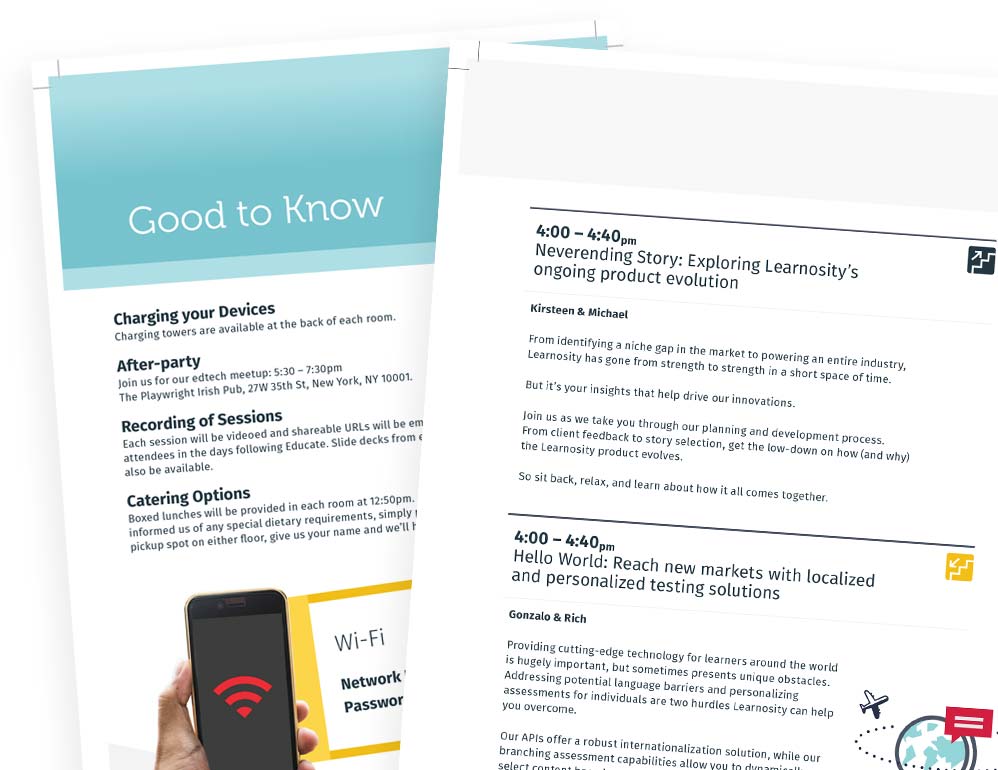 Good to Know
Charging your Devices
Charging towers are available at the back of each room.
After-party
Join us for our edtech meetup: 5:30 – 7:30pm
The Playwright Irish Pub, 27W 35th St, New York, NY 10001.
Recording of Sessions
Each session will be videoed and shareable URLs will be
attendees in the days following Educate. Slide decks from
also be available.
Catering Options
Boxed lunches will be provided in each room at 12:50pm.
informed us of any special dietary requirements, simply
pickup spot on either floor, give us your name and we'll
Wi-Fi
Network
4:00 – 4:40pm
Neverending Story: Exploring Learnosity's
ongoing product evolution
Kirsteen & Michael
From identifying a niche gap in the market to powering an entire industry,
Learnosity has gone from strength to strength in a short space of time.
But it's your insights that help drive our innovations.
Join us as we take you through our planning and development process.
From client feedback to story selection, get the low-down on how (and why)
the Learnosity product evolves.
So sit back, relax, and learn about how it all comes together.
4:00 – 4:40pm
Hello World: Reach new markets with localized
and personalized testing solutions
Gonzalo & Rich
Providing cutting-edge technology for learners around the world
is hugely important, but sometimes presents unique obstacles.
Addressing potential language barriers and personalizing
assessments for individuals are two hurdles Learnosity can help
you overcome.
Our APIs offer a robust internationalization solution, while our
branching assessment capabilities allow you to dynamically
select content